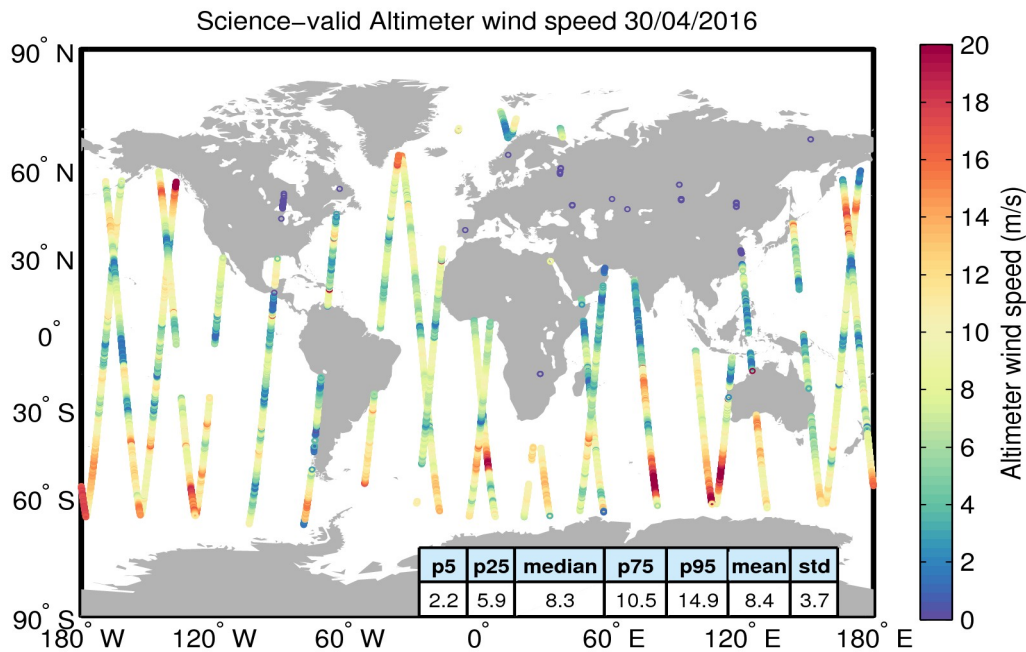 Science−valid Altimeter wind speed 30/04/2016
90° N
60° N
30° N
0°
30° S
60° S
90° S
180° W
120° W
60° W
0°
60° E
120° E
180° E
p5 p25 median p75 p95 mean std
2.2 5.9 8.3 10.5 14.9 8.4 3.7
20
18
16
14
12
10
8
6
4
2
0
Altimeter wind speed (m/s)